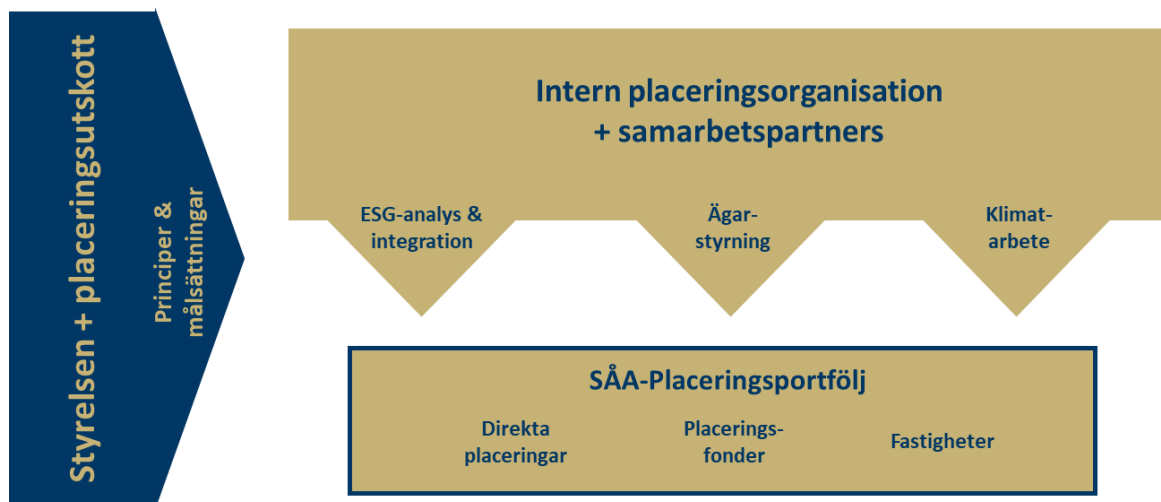 Styrelsen + placeringsutskott
Principer &
målsättningar
Intern placeringsorganisation
+ samarbetspartners
ESG-analys &
integration
Ägar-
styrning
Klimat-
arbete
SÅA-Placeringsportfölj
Direkta
placeringar
Placerings-
fonder
Fastigheter